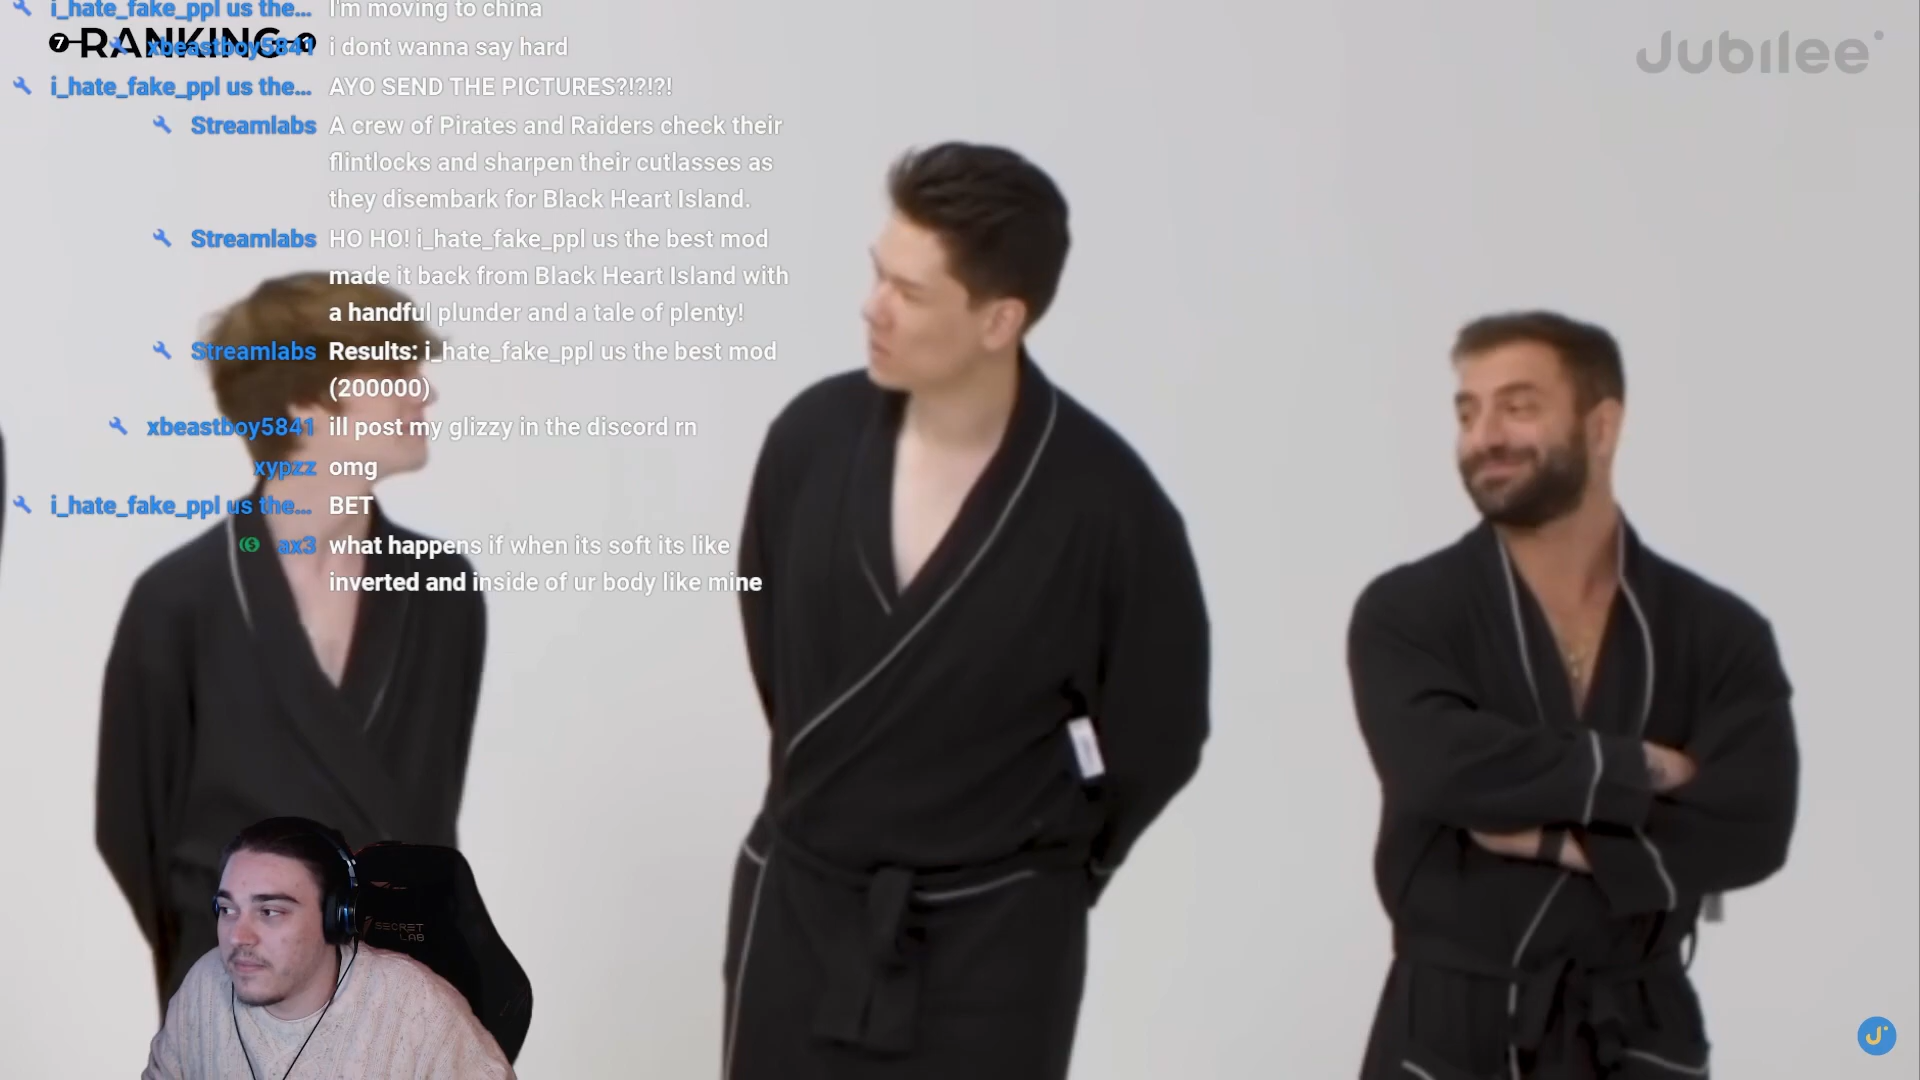 i_hate_fake_ppl us the... I'm moving to china
7 RANKING
xbeastboy5841 i dont wanna say hard
Jubilee
i_hate_fake_ppl us the... AYO SEND THE PICTURES?!?!?!
Streamlabs A crew of Pirates and Raiders check their
flintlocks and sharpen their cutlasses as
they disembark for Black Heart Island.
Streamlabs HO HO! i_hate_fake_ppl us the best mod
made it back from Black Heart Island with
a handful plunder and a tale of plenty!
Streamlabs Results: i_hate_fake_ppl us the best mod
(200000)
xbeastboy5841 ill post my glizzy in the discord rn
xypzz omg
i_hate_fake_ppl us the... BET
ax3 what happens if when its soft its like
inverted and inside of ur body like mine
SECRET
LAB
J